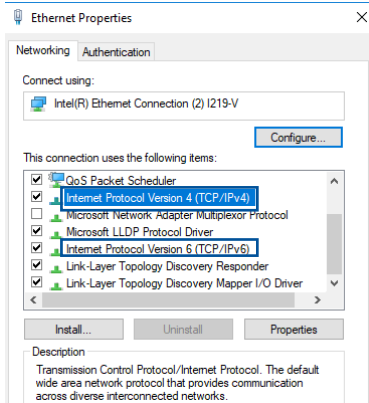 Ethernet Properties
Networking Authentication
Connect using:
Intel(R) Ethernet Connection (2) I219-V
Configure...
This connection uses the following items:
QoS Packet Scheduler
Internet Protocol Version 4 (TCP/IPv4)
Microsoft Network Adapter Multiplexor Protocol
Microsoft LLDP Protocol Driver
Internet Protocol Version 6 (TCP/IPv6)
Link-Layer Topology Discovery Responder
Link-Layer Topology Discovery Mapper I/O Driver
Install... Uninstall Properties
Description
Transmission Control Protocol/Internet Protocol. The default
wide area network protocol that provides communication
across diverse interconnected networks.